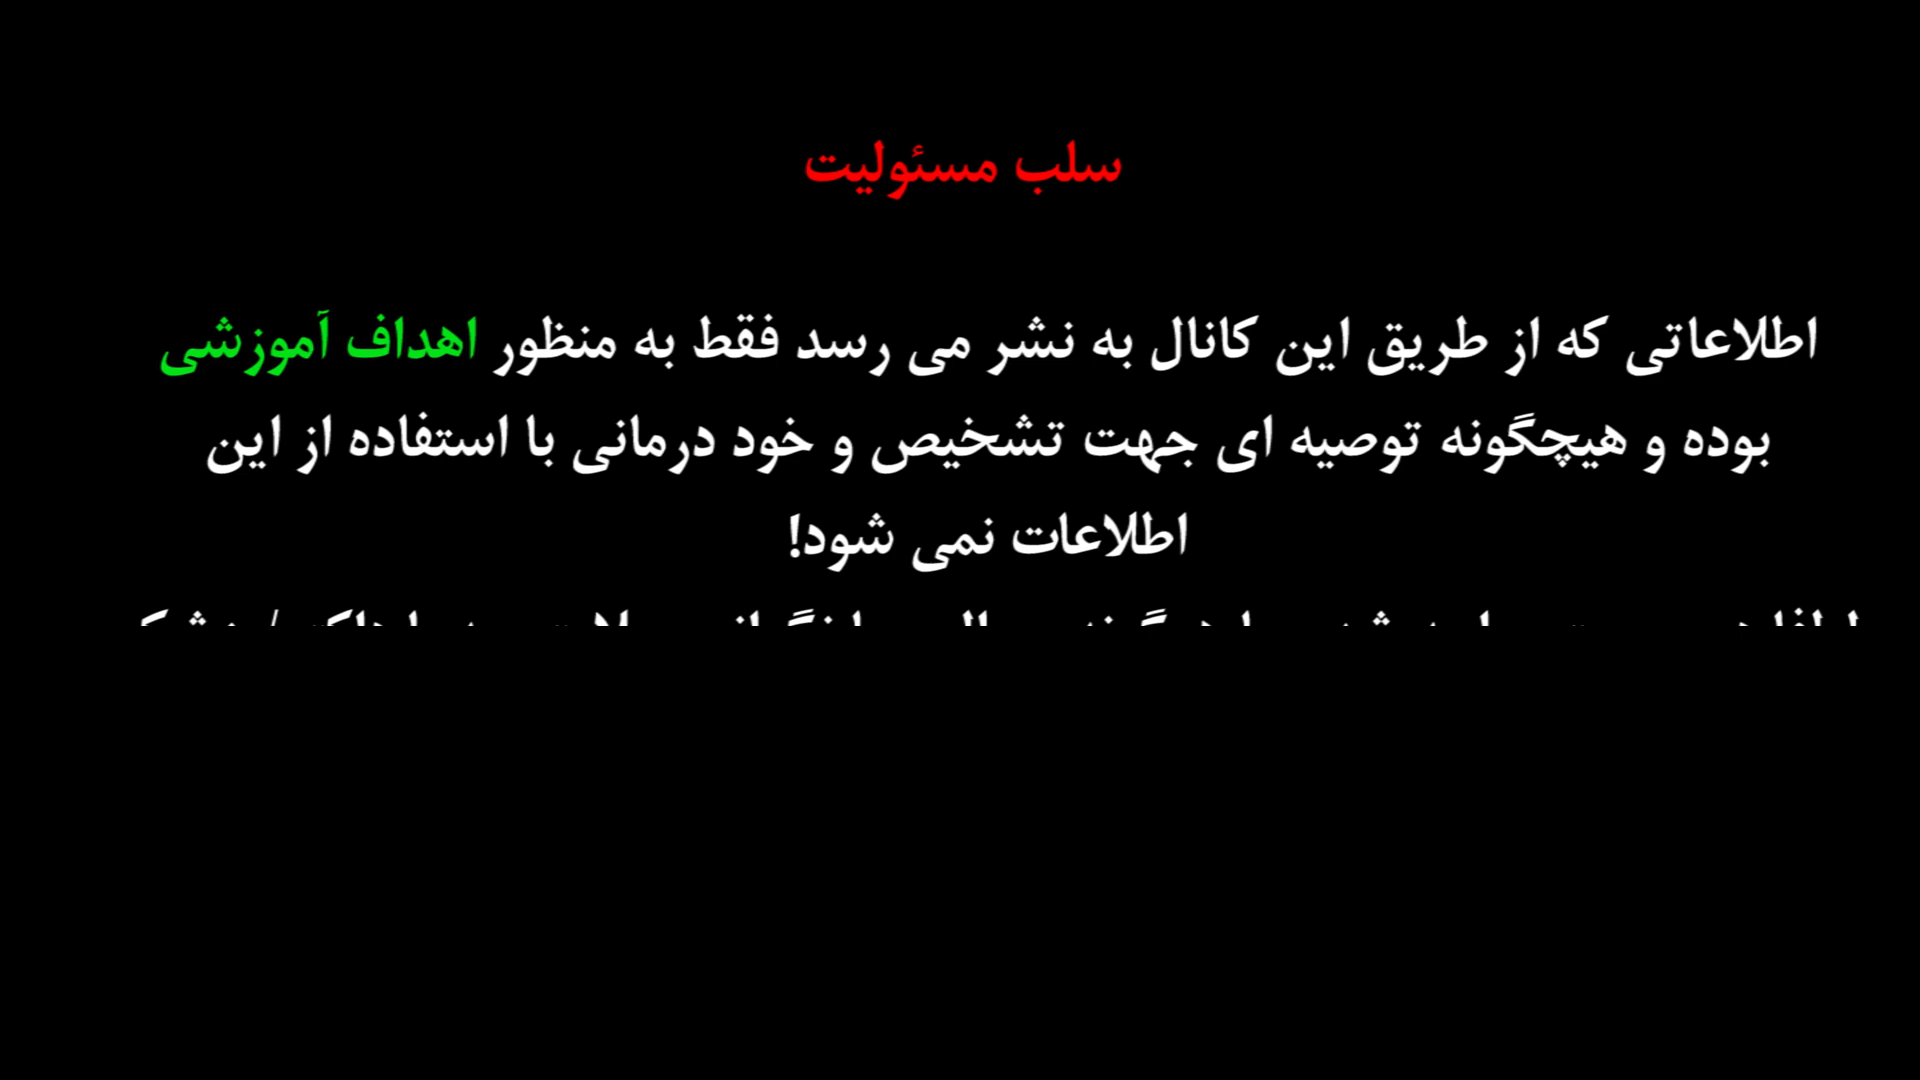 سلب مسئولیت
اطلاعاتی که از طریق این کانال به نشر می رسد فقط به منظور اهداف آموزشی
بوده و هیچگونه توصیه ای جهت تشخیص و خود درمانی با استفاده از این
اطلاعات نمی شود!